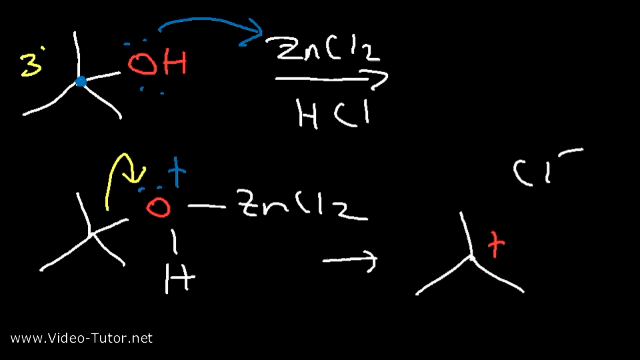 3° OH ZnCl2
HCl
Cl-
+
O — ZnCl2
H
+
www.Video-Tutor.net